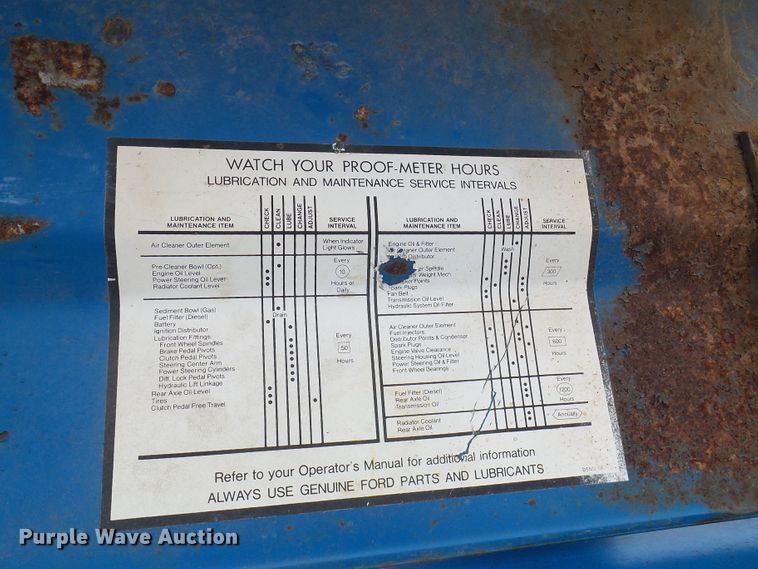 WATCH YOUR PROOF-METER HOURS
LUBRICATION AND MAINTENANCE SERVICE INTERVALS
LUBRICATION AND
MAINTENANCE ITEM
CHECK
CLEAN
LUBE
CHANGE
ADJUST
SERVICE
INTERVAL
Air Cleaner Outer Element
When Indicator
Light Glows
Pre-Cleaner Bowl (Opt.)
Engine Oil Level
Power Steering Oil Level
Radiator Coolant Level
Every
10
Hours or
Daily
Sediment Bowl (Gas)
Fuel Filter (Diesel)
Drain
Battery
Ignition Distributor
Lubrication Fittings:
Front Wheel Spindles
Brake Pedal Pivots
Clutch Pedal Pivots
Steering Center Arm
Power Steering Cylinders
Diff. Lock Pedal Pivots
Hydraulic Lift Linkage
Rear Axle Oil Level
Tires
Clutch Pedal Free Travel
Every
50
Hours
LUBRICATION AND
MAINTENANCE ITEM
CHECK
CLEAN
LUBE
CHANGE
ADJUST
SERVICE
INTERVAL
Engine Oil & Filter
Cleaner Outer Element
Wash
Distributor
Spindle
Weight Mech.
Points
Plugs
Fan Belt
Transmission Oil Level
Hydraulic System Oil Filter
Every
300
Hours
Air Cleaner Outer Element
Fuel Injectors
Distributor Points & Condensor
Spark Plugs
Engine Valve Clearance
Steering Housing Oil Level
Power Steering Oil & Filter
Front Wheel Bearings
Every
600
Hours
Fuel Filter (Diesel)
Rear Axle Oil
Transmission Oil
Every
1200
Hours
Radiator Coolant
Rear Axle Oil
Annually
Refer to your Operator's Manual for additional information
ALWAYS USE GENUINE FORD PARTS AND LUBRICANTS
Purple Wave Auction